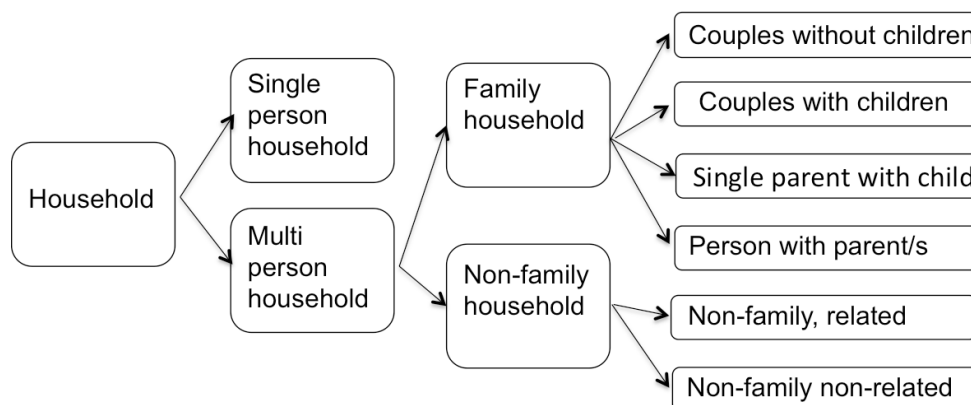 Household
Single
person
household
Multi
person
household
Family
household
Non-family
household
Couples without children
Couples with children
Single parent with child
Person with parent/s
Non-family, related
Non-family non-related